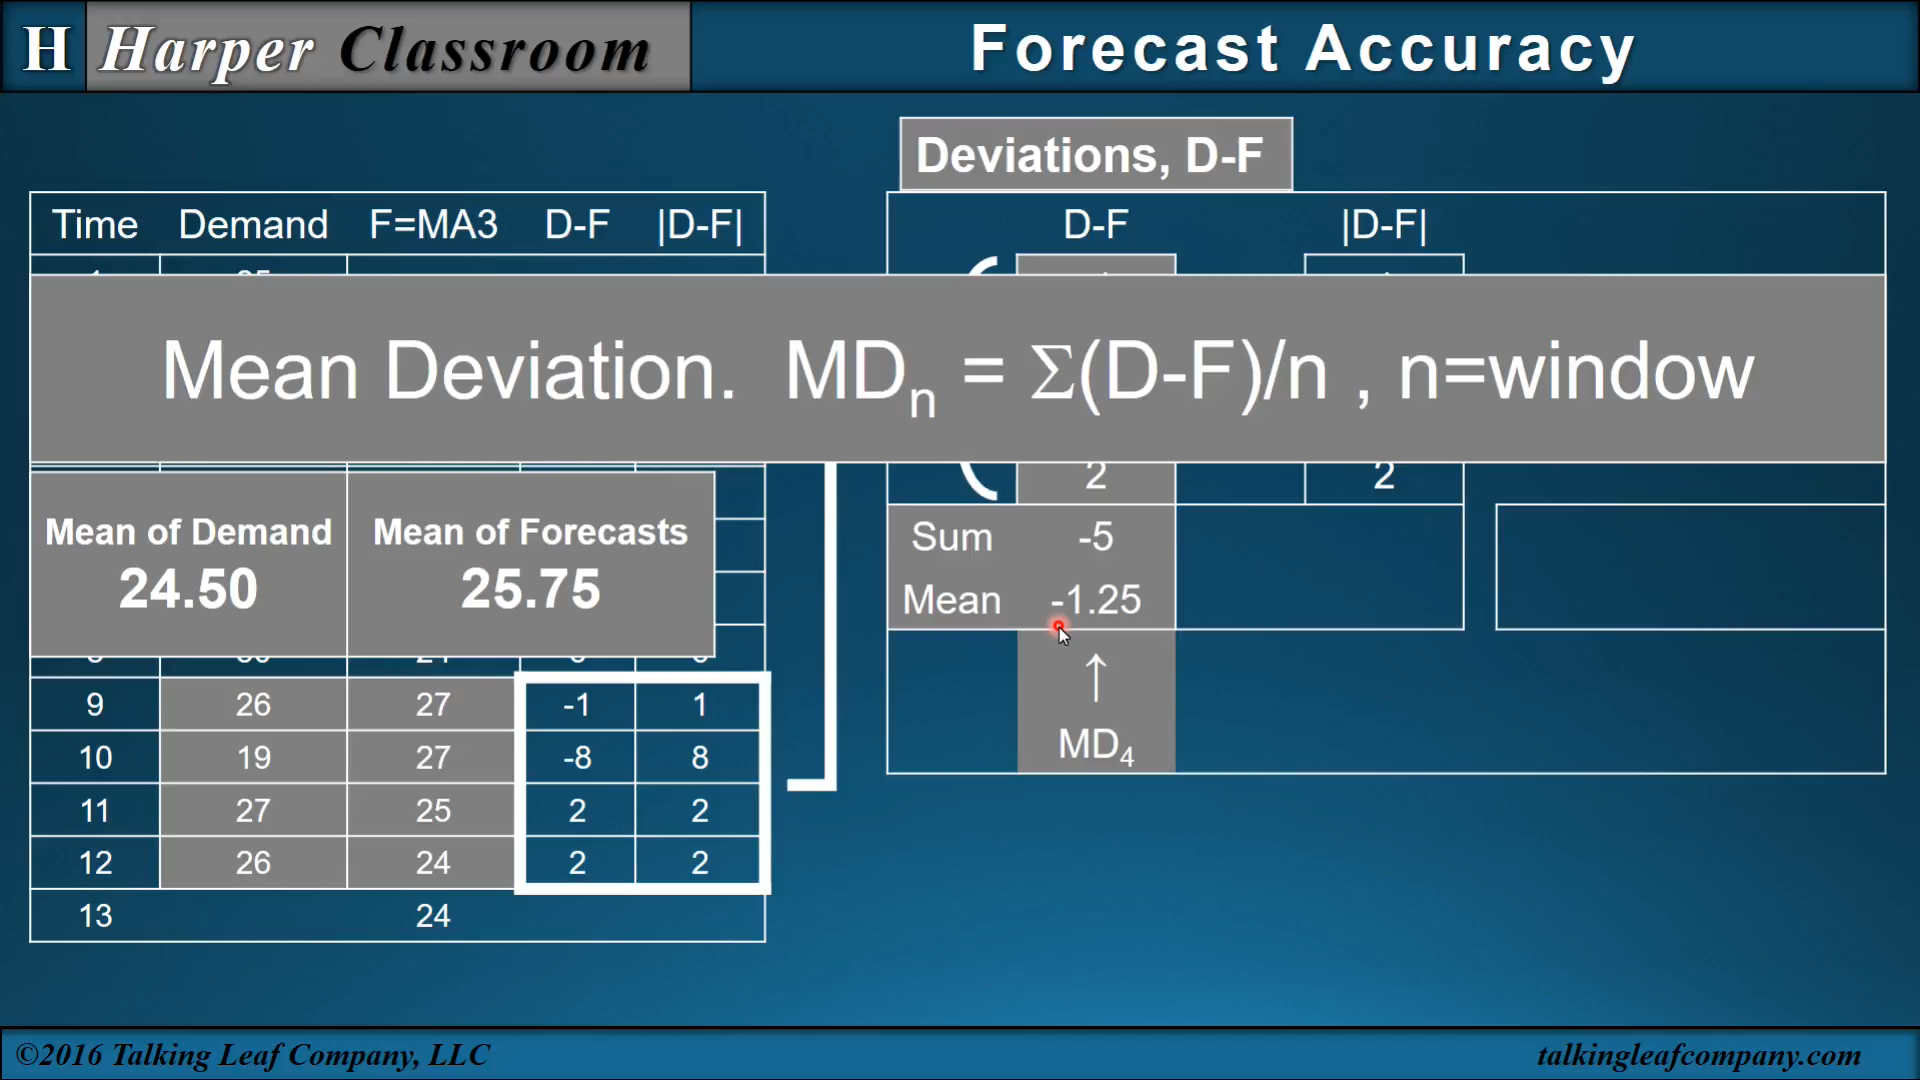 H Harper Classroom
Forecast Accuracy
Deviations, D-F
Time Demand F=MA3 D-F |D-F|
D-F |D-F|
Mean Deviation. MDn = Σ(D-F)/n , n=window
2 2
Mean of Demand Mean of Forecasts
24.50 25.75
Sum -5
Mean -1.25
↑
MD4
9 26 27 -1 1
10 19 27 -8 8
11 27 25 2 2
12 26 24 2 2
13 24
©2016 Talking Leaf Company, LLC
talkingleafcompany.com